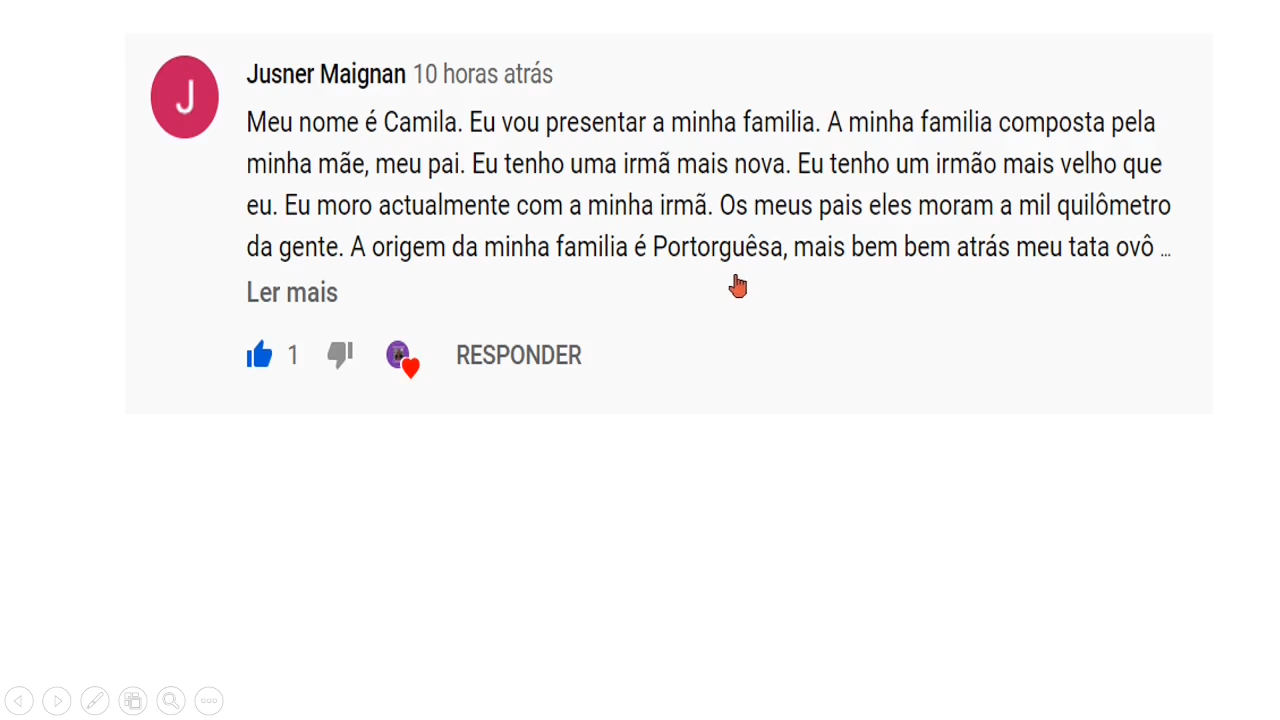 J
Jusner Maignan 10 horas atrás
Meu nome é Camila. Eu vou presentar a minha familia. A minha familia composta pela
minha mãe, meu pai. Eu tenho uma irmã mais nova. Eu tenho um irmão mais velho que
eu. Eu moro actualmente com a minha irmã. Os meus pais eles moram a mil quilômetro
da gente. A origem da minha familia é Portorguêsa, mais bem bem atrás meu tata ovô ...
Ler mais
1 RESPONDER